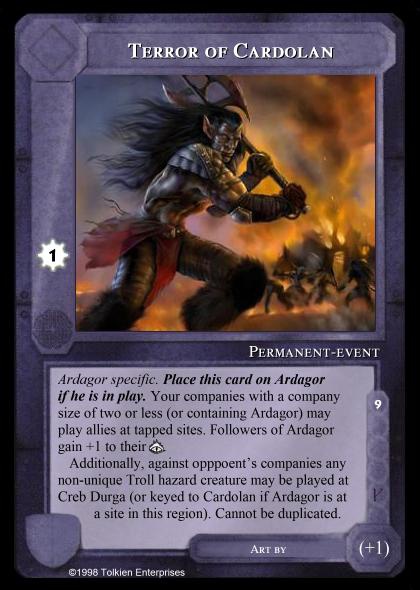 TERROR OF CARDOLAN
1
PERMANENT-EVENT
Ardagor specific. Place this card on Ardagor
if he is in play. Your companies with a company
size of two or less (or containing Ardagor) may
play allies at tapped sites. Followers of Ardagor
gain +1 to their
Additionally, against opppoent's companies any
non-unique Troll hazard creature may be played at
Creb Durga (or keyed to Cardolan if Ardagor is at
a site in this region). Cannot be duplicated.
9
ART BY
(+1)
©1998 Tolkien Enterprises